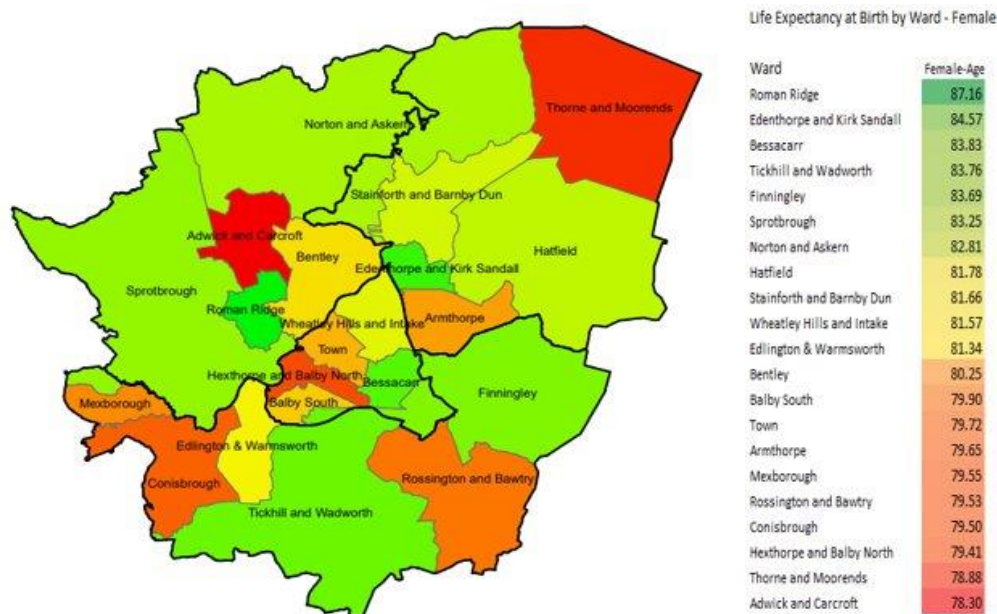 Life Expectancy at Birth by Ward - Female
Ward Female-Age
Roman Ridge 87.16
Edenthorpe and Kirk Sandall 84.57
Bessacarr 83.83
Tickhill and Wadworth 83.76
Finningley 83.69
Sprotbrough 83.25
Norton and Askern 82.81
Hatfield 81.78
Stainforth and Barnby Dun 81.66
Wheatley Hills and Intake 81.57
Edlington & Warmsworth 81.34
Bentley 80.25
Balby South 79.90
Town 79.72
Armthorpe 79.65
Mexborough 79.55
Rossington and Bawtry 79.53
Conisbrough 79.50
Hexthorpe and Balby North 79.41
Thorne and Moorends 78.88
Adwick and Carcroft 78.30
Thorne and Moorends
Norton and Askern
Stainforth and Barnby Dun
Adwick and Carcroft
Hatfield
Bentley
Edenthorpe and Kirk Sandall
Sprotbrough
Roman Ridge
Armthorpe
Wheatley Hills and Intake
Town
Hexthorpe and Balby North
Bessacarr
Finningley
Mexborough
Balby South
Edlington & Warmsworth
Rossington and Bawtry
Conisbrough
Tickhill and Wadworth